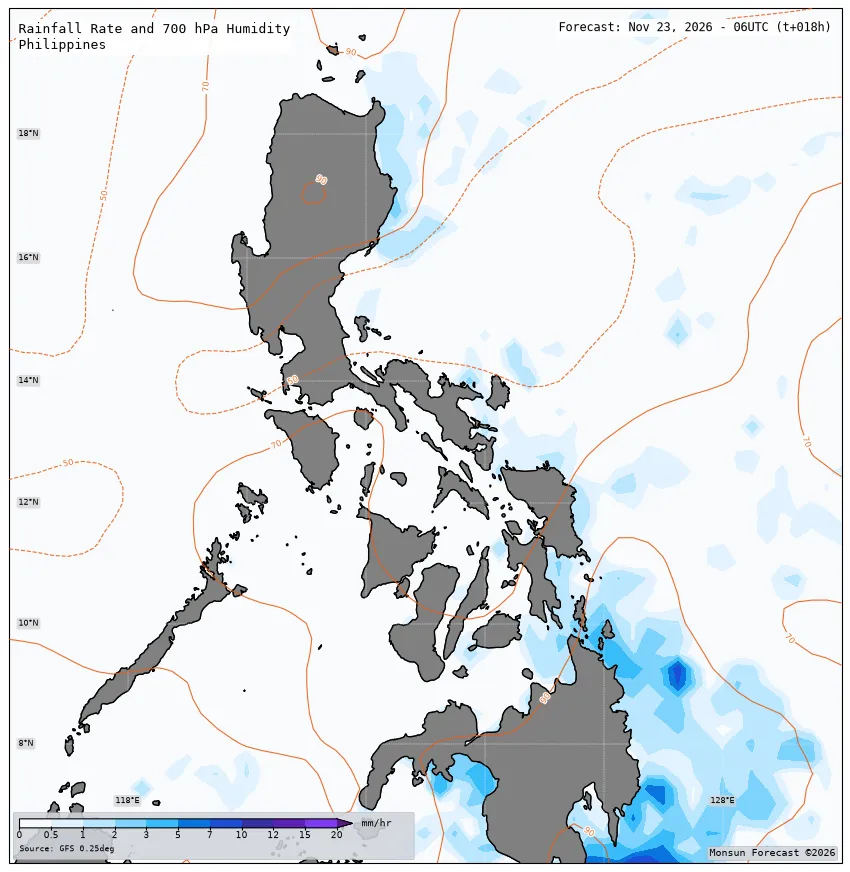 Rainfall Rate and 700 hPa Humidity
Philippines
Forecast: Nov 23, 2026 - 06UTC (t+018h)
90
70
18°N
90
50
16°N
14°N
50
70
70
50
12°N
10°N
70
90
8°N
118°E
128°E
mm/hr
0 0.5 1 2 3 5 7 10 12 15 20
90
Source: GFS 0.25deg
Monsun Forecast ©2026